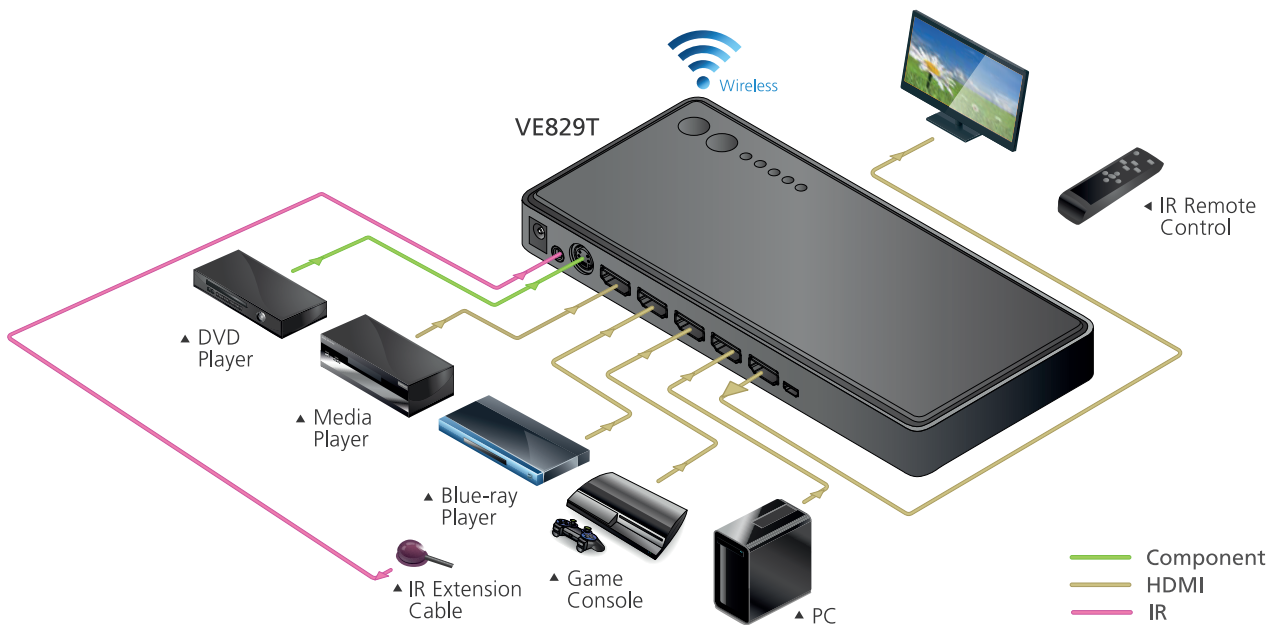 Wireless
VE829T
IR Remote
Control
DVD
Player
Media
Player
Blue-ray
Player
Game
Console
PC
IR Extension
Cable
Component
HDMI
IR